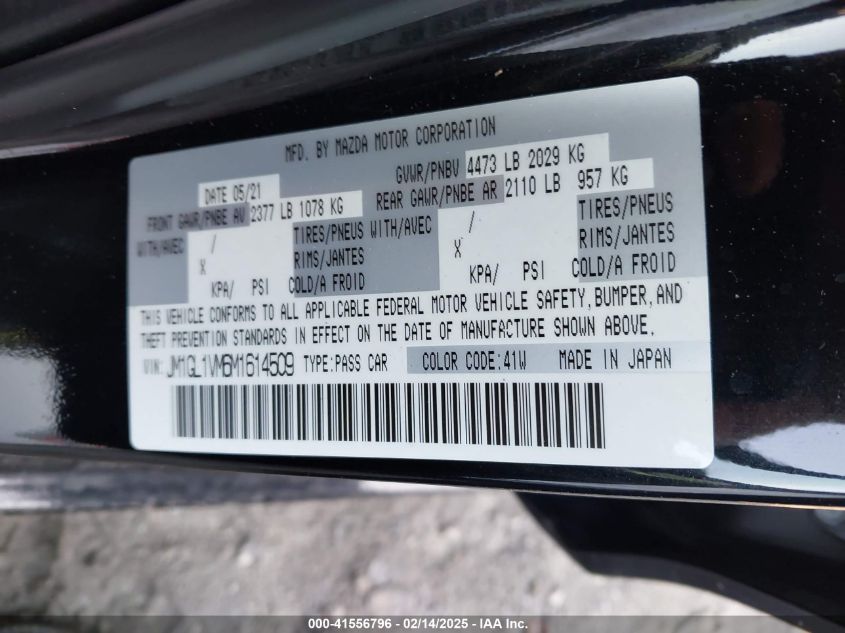 MFD. BY MAZDA MOTOR CORPORATION
DATE 05/21 GVWR/PNBV 4473 LB 2029 KG
FRONT GAWR/PNBE AV 2377 LB 1078 KG REAR GAWR/PNBE AR 2110 LB 957 KG
WITH/AVEC / TIRES/PNEUS WITH/AVEC / TIRES/PNEUS
X RIMS/JANTES X RIMS/JANTES
KPA/ PSI COLD/A FROID KPA/ PSI COLD/A FROID
THIS VEHICLE CONFORMS TO ALL APPLICABLE FEDERAL MOTOR VEHICLE SAFETY, BUMPER, AND
THEFT PREVENTION STANDARDS IN EFFECT ON THE DATE OF MANUFACTURE SHOWN ABOVE.
VIN: JM1GL1VM6M1614509 TYPE:PASS CAR COLOR CODE:41W MADE IN JAPAN
000-41556796 - 02/14/2025 - IAA Inc.